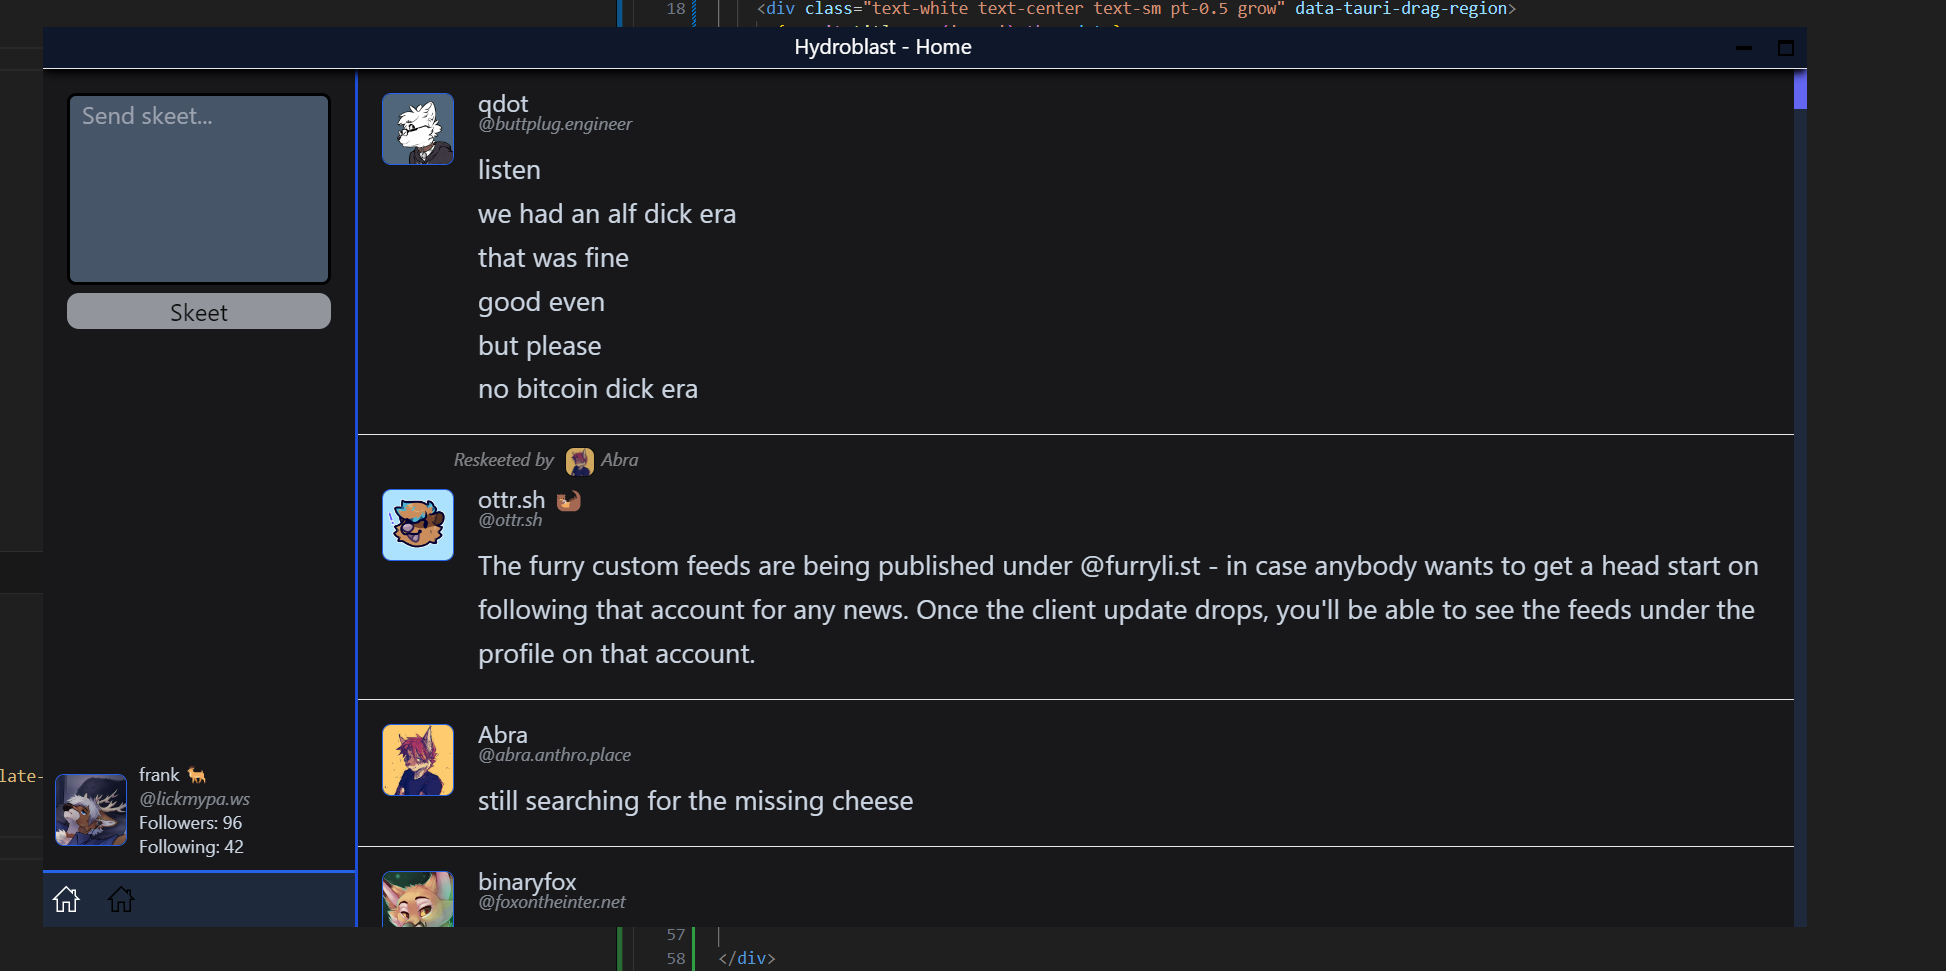 18 <div class="text-white text-center text-sm pt-0.5 grow" data-tauri-drag-region>
Hydroblast - Home
Send skeet...
Skeet
qdot
@buttplug.engineer
listen
we had an alf dick era
that was fine
good even
but please
no bitcoin dick era
Reskeeted by Abra
ottr.sh 🦦
@ottr.sh
The furry custom feeds are being published under @furryli.st - in case anybody wants to get a head start on
following that account for any news. Once the client update drops, you'll be able to see the feeds under the
profile on that account.
Abra
@abra.anthro.place
still searching for the missing cheese
late-
frank
@lickmypa.ws
Followers: 96
Following: 42
binaryfox
@foxontheinter.net
57
58 </div>